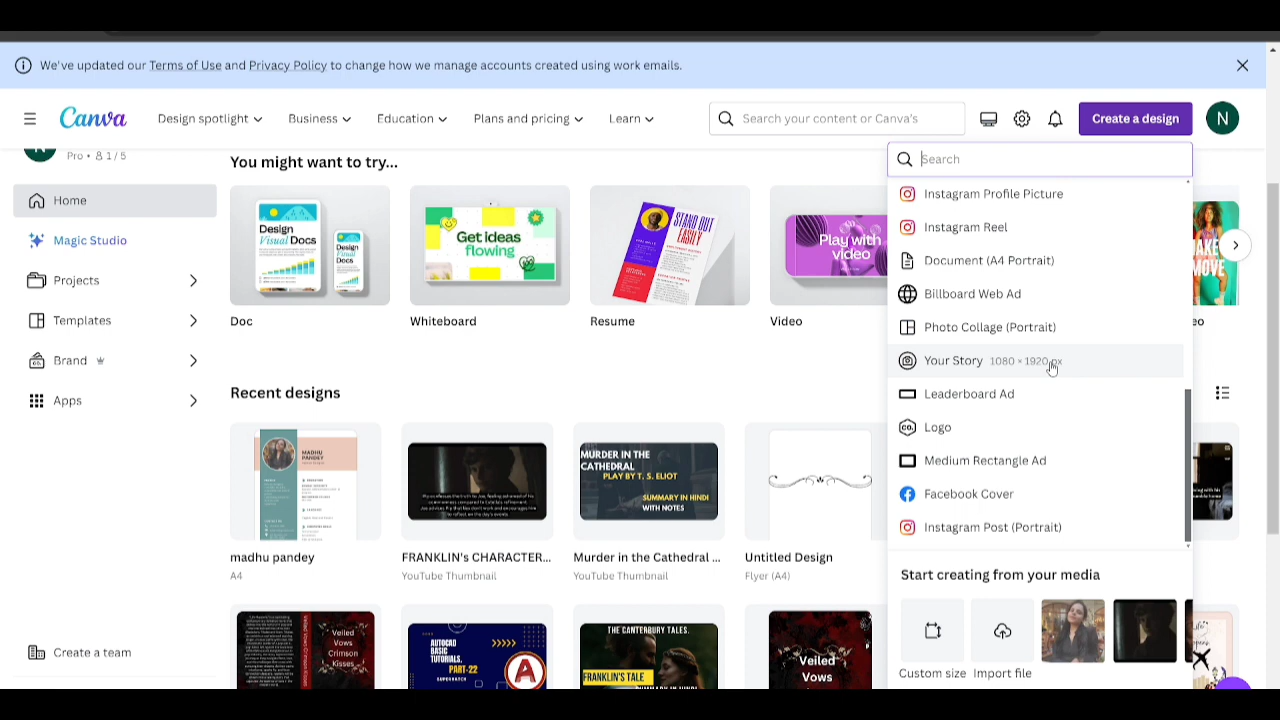 We've updated our Terms of Use and Privacy Policy to change how we manage accounts created using work emails.
Canva
Design spotlight
Business
Education
Plans and pricing
Learn
Search your content or Canva's
Create a design
N
Pro • 1/5
Home
Magic Studio
Projects
Templates
Brand
Apps
Create a team
You might want to try...
Design
Visual Docs
Design
Visual Docs
Get ideas
flowing
STAND OUT
EASILY
Play with
video
Doc
Whiteboard
Resume
Video
Recent designs
MADHU
PANDEY
MURDER IN THE
CATHEDRAL
PLAY BY T. S. ELIOT
SUMMARY IN HINDI
WITH NOTES
madhu pandey
A4
FRANKLIN's CHARACTER...
YouTube Thumbnail
Murder in the Cathedral ...
YouTube Thumbnail
Untitled Design
Flyer (A4)
Veiled
Vows
Crimson
Kisses
AUTOCAD
BASIC
PART-22
A
THE CANTERBURY TALES
FRANKLIN'S TALE
Veiled
Vows
Search
Instagram Profile Picture
Instagram Reel
Document (A4 Portrait)
Billboard Web Ad
Photo Collage (Portrait)
Your Story 1080 × 1920 px
Leaderboard Ad
Logo
Medium Rectangle Ad
Facebook Cover
Instagram Post (Portrait)
Start creating from your media
Custom size
Import file